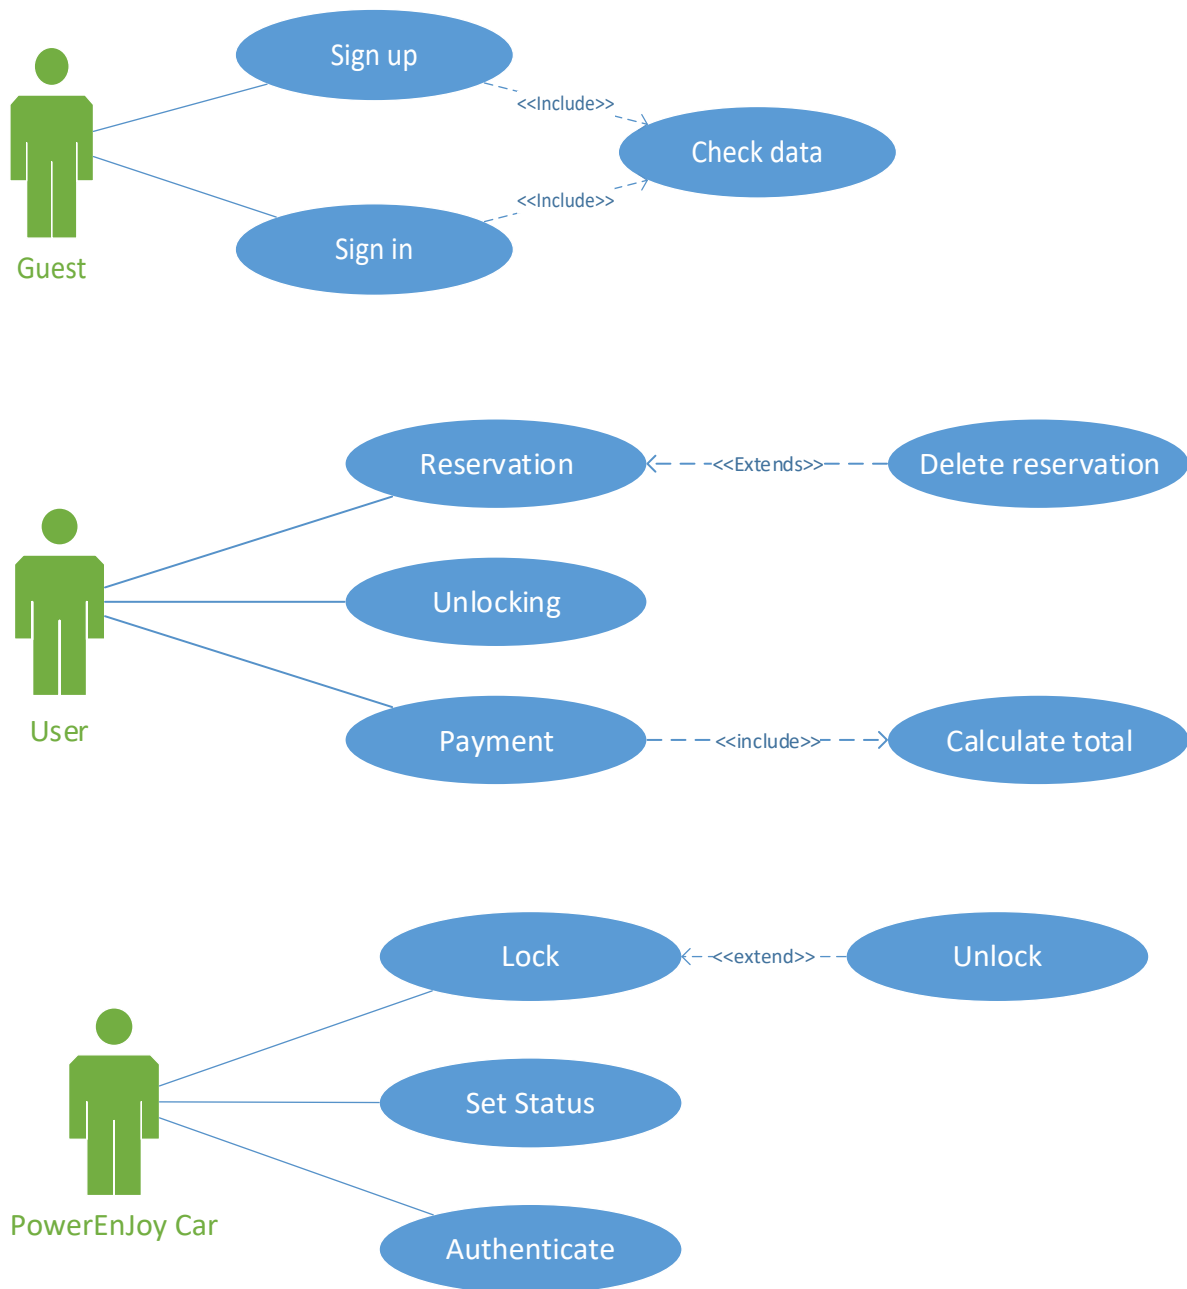 Sign up
<<Include>>
Check data
<<Include>>
Sign in
Guest
Reservation
<<Extends>>
Delete reservation
Unlocking
User
Payment
<<include>>
Calculate total
Lock
<<extend>>
Unlock
Set Status
PowerEnJoy Car
Authenticate